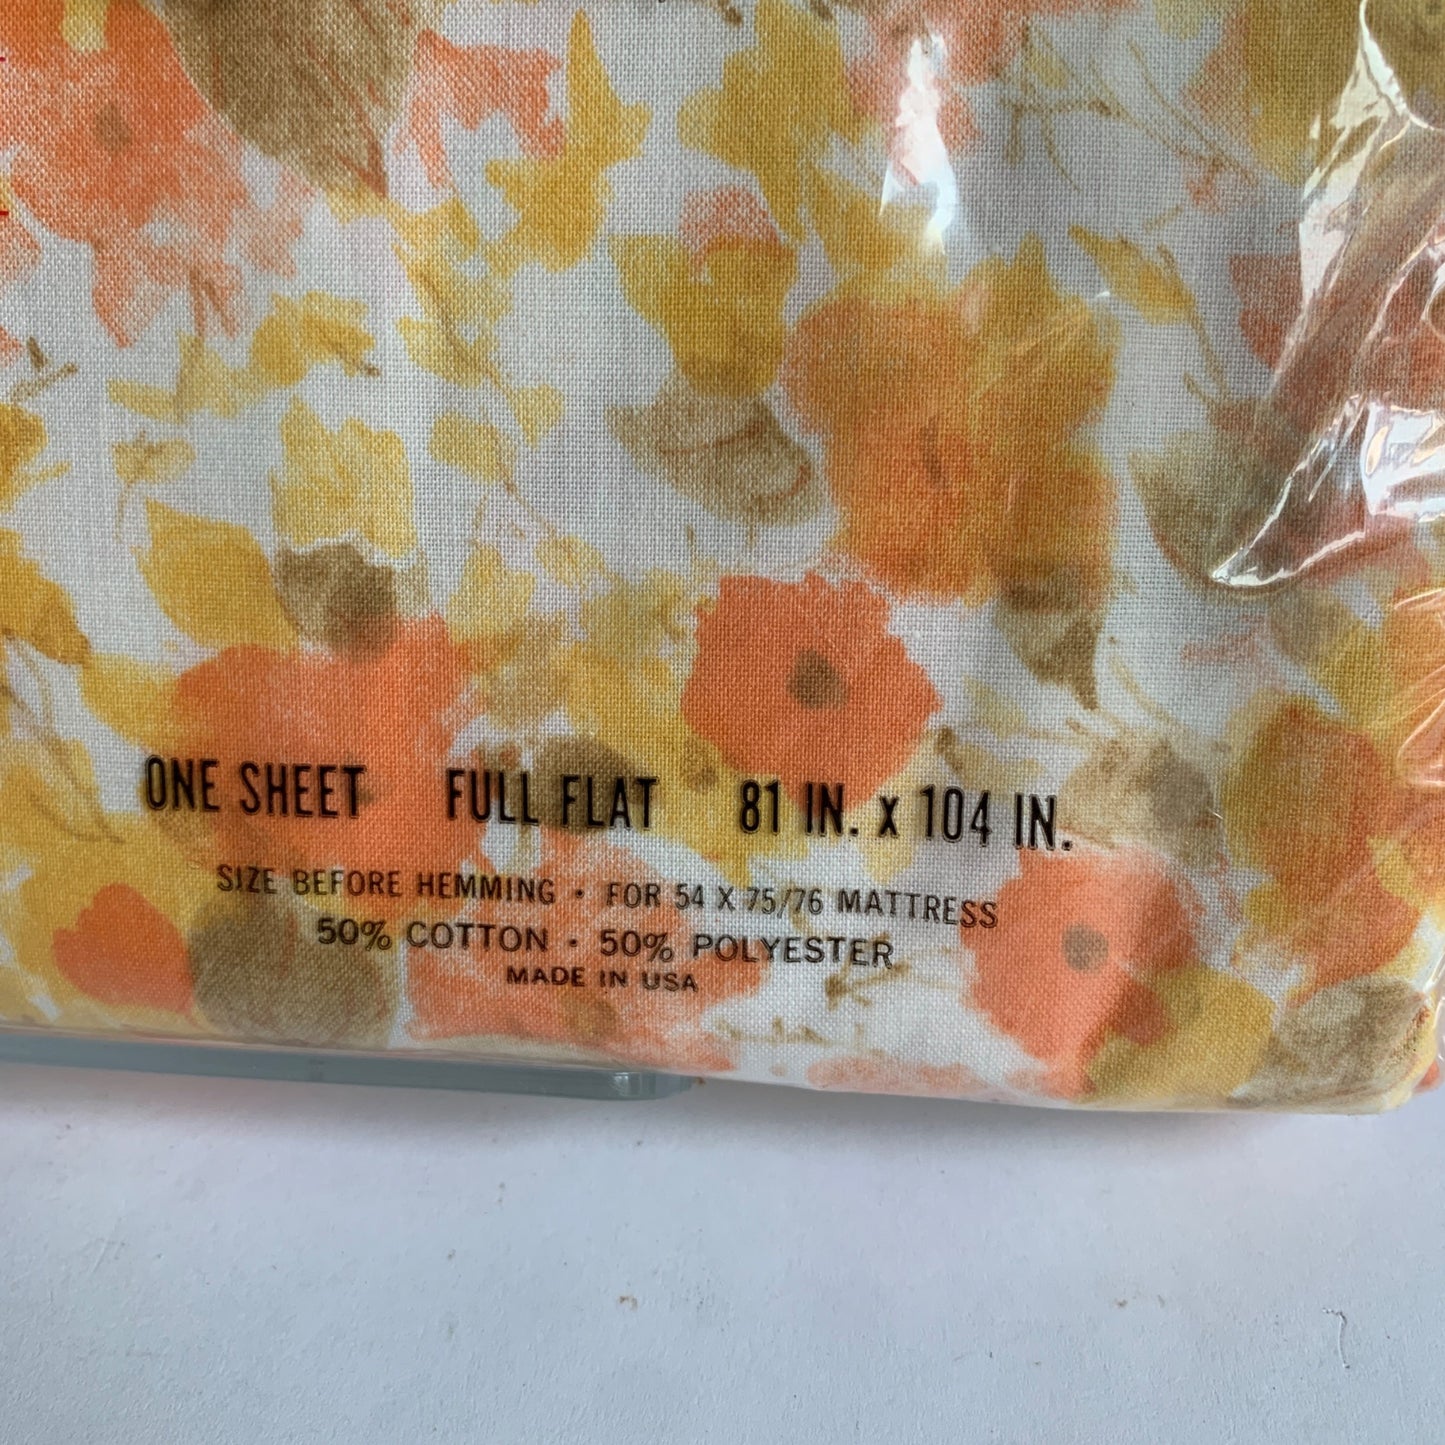 ONE SHEET FULL FLAT 81 IN. x 104 IN.
SIZE BEFORE HEMMING • FOR 54 X 75/76 MATTRESS
50% COTTON • 50% POLYESTER
MADE IN USA